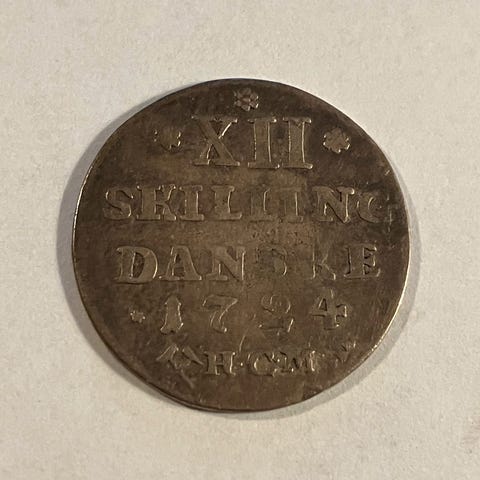 XII
SKILLING
DANSKE
1724
H·C·M